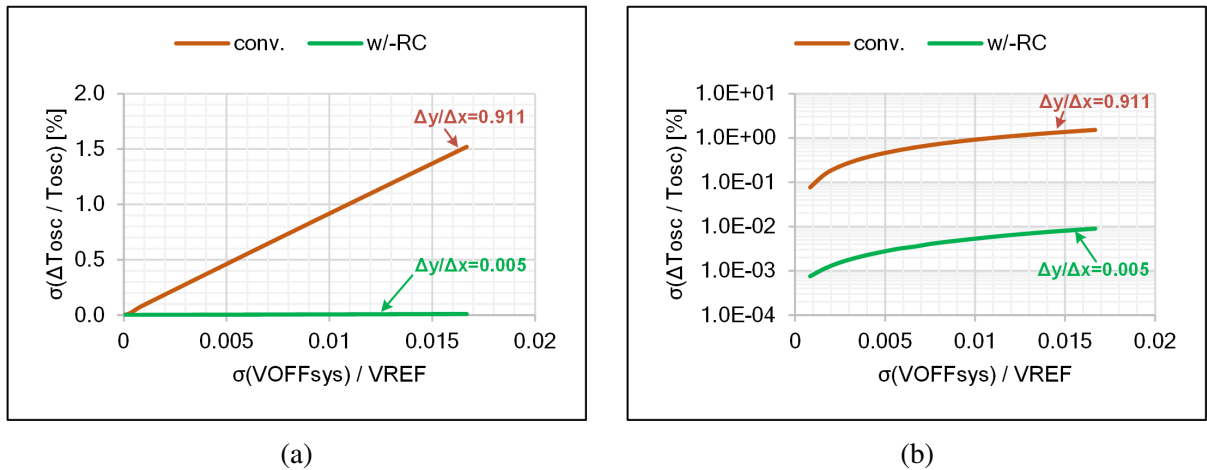 conv. w/-RC
σ(ΔTosc / Tosc) [%]
2.0
1.5
1.0
0.5
0.0
Δy/Δx=0.911
Δy/Δx=0.005
0 0.005 0.01 0.015 0.02
σ(VOFFsys) / VREF
(a)
conv. w/-RC
σ(ΔTosc / Tosc) [%]
1.0E+01
1.0E+00
1.0E-01
1.0E-02
1.0E-03
1.0E-04
Δy/Δx=0.911
Δy/Δx=0.005
0 0.005 0.01 0.015 0.02
σ(VOFFsys) / VREF
(b)